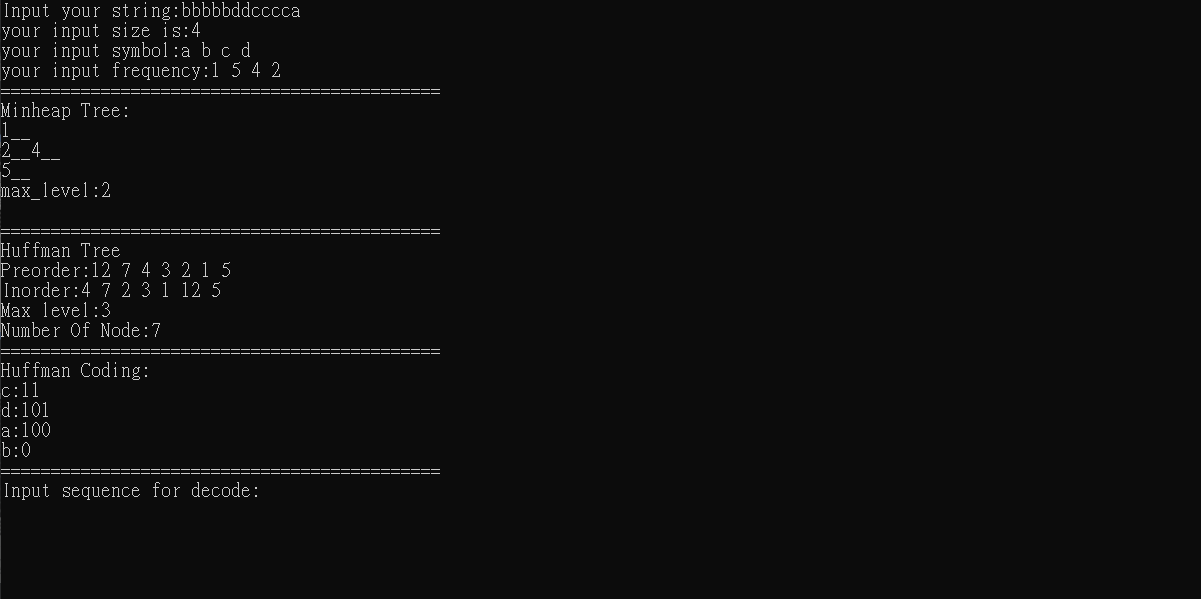 Input your string:bbbbbddcccca
your input size is:4
your input symbol:a b c d
your input frequency:1 5 4 2
============================================
Minheap Tree:
1__
2__4__
5__
max_level:2
============================================
Huffman Tree
Preorder:12 7 4 3 2 1 5
Inorder:4 7 2 3 1 12 5
Max level:3
Number Of Node:7
============================================
Huffman Coding:
c:11
d:101
a:100
b:0
============================================
Input sequence for decode: